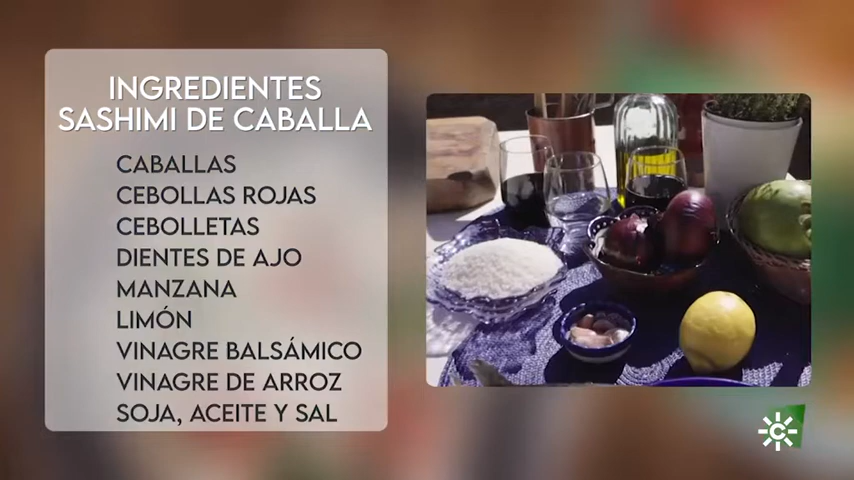 INGREDIENTES
SASHIMI DE CABALLA
CABALLAS
CEBOLLAS ROJAS
CEBOLLETAS
DIENTES DE AJO
MANZANA
LIMÓN
VINAGRE BALSÁMICO
VINAGRE DE ARROZ
SOJA, ACEITE Y SAL